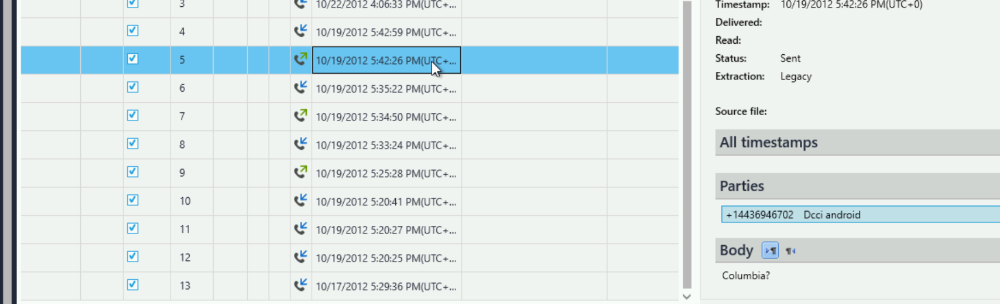 3 10/22/2012 4:06:33 PM(UTC+...
4 10/19/2012 5:42:59 PM(UTC+...
5 10/19/2012 5:42:26 PM(UTC+...
6 10/19/2012 5:35:22 PM(UTC+...
7 10/19/2012 5:34:50 PM(UTC+...
8 10/19/2012 5:33:24 PM(UTC+...
9 10/19/2012 5:25:28 PM(UTC+...
10 10/19/2012 5:20:41 PM(UTC+...
11 10/19/2012 5:20:27 PM(UTC+...
12 10/19/2012 5:20:25 PM(UTC+...
13 10/17/2012 5:29:36 PM(UTC+...
Timestamp: 10/19/2012 5:42:26 PM(UTC+0)
Delivered:
Read:
Status: Sent
Extraction: Legacy
Source file:
All timestamps
Parties
+14436946702 Dcci android
Body
Columbia?